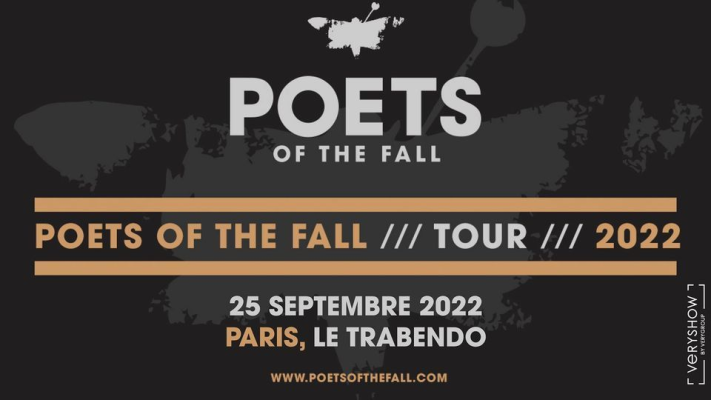 POETS
OF THE FALL
POETS OF THE FALL /// TOUR /// 2022
25 SEPTEMBRE 2022
PARIS, LE TRABENDO
WWW.POETSOFTHEFALL.COM
VERYSHOW
BY VERYGROUP